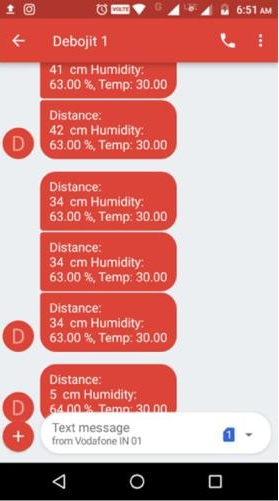 VOLTE G LTE 6:51 AM
Debojit 1
41 cm Humidity:
63.00 %, Temp: 30.00
Distance:
42 cm Humidity:
63.00 %, Temp: 30.00
D
Distance:
34 cm Humidity:
63.00 %, Temp: 30.00
Distance:
34 cm Humidity:
63.00 %, Temp: 30.00
Distance:
34 cm Humidity:
63.00 %, Temp: 30.00
D
Distance:
5 cm Humidity:
64.00 %, Temp: 30.00
D
Text message
from Vodafone IN 01
1